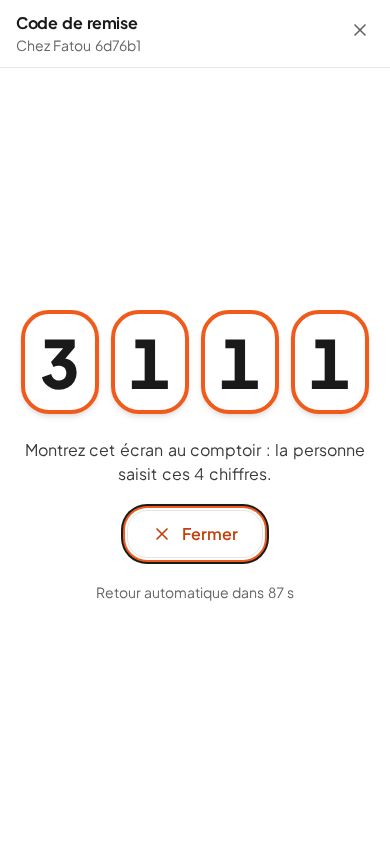 Code de remise
Chez Fatou 6d76b1
3 1 1 1
Montrez cet écran au comptoir : la personne
saisit ces 4 chiffres.
Fermer
Retour automatique dans 87 s